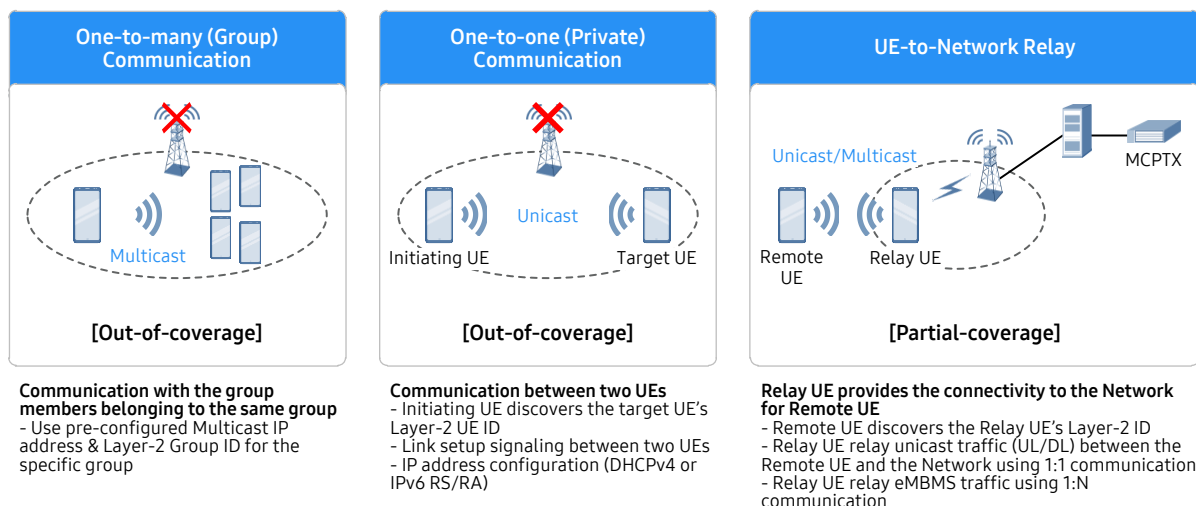 One-to-many (Group)
Communication
Multicast
[Out-of-coverage]
Communication with the group
members belonging to the same group
- Use pre-configured Multicast IP
address & Layer-2 Group ID for the
specific group
One-to-one (Private)
Communication
Unicast
Initiating UE
Target UE
[Out-of-coverage]
Communication between two UEs
- Initiating UE discovers the target UE's
Layer-2 UE ID
- Link setup signaling between two UEs
- IP address configuration (DHCPv4 or
IPv6 RS/RA)
UE-to-Network Relay
Unicast/Multicast
MCPTX
Remote
UE
Relay UE
[Partial-coverage]
Relay UE provides the connectivity to the Network
for Remote UE
- Remote UE discovers the Relay UE's Layer-2 ID
- Relay UE relay unicast traffic (UL/DL) between the
Remote UE and the Network using 1:1 communication
- Relay UE relay eMBMS traffic using 1:N
communication